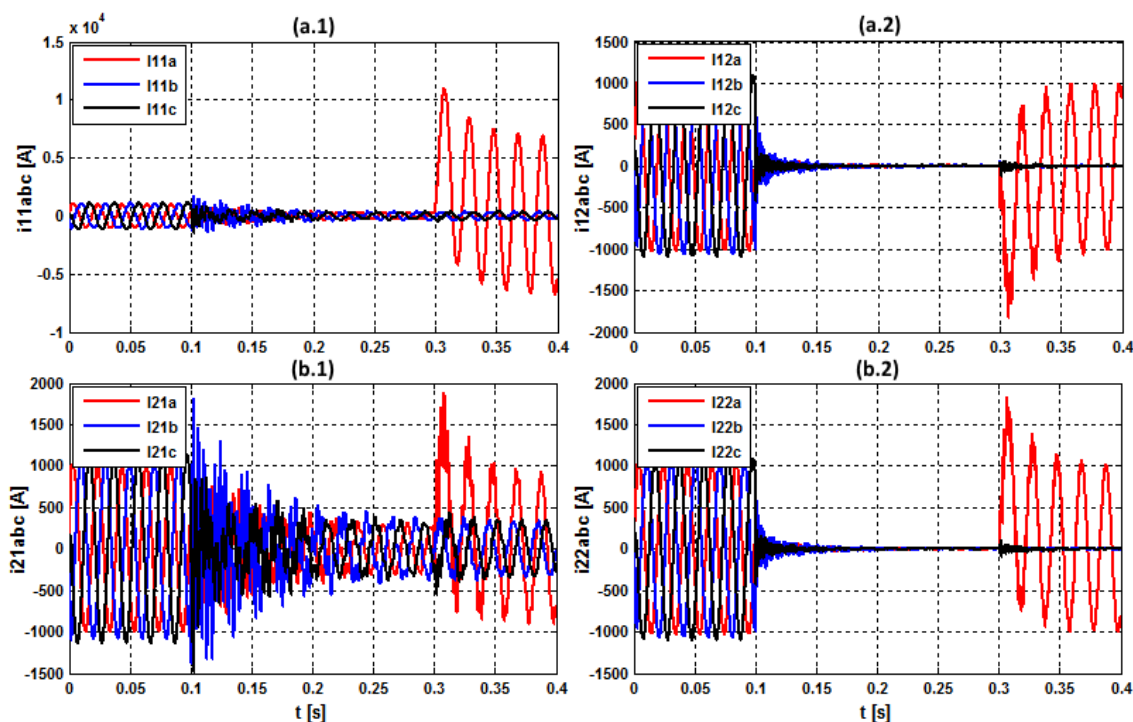 (a.1)
x 10⁴
1.5
1
0.5
0
-0.5
-1
i11abc [A]
I11a
I11b
I11c
0 0.05 0.1 0.15 0.2 0.25 0.3 0.35 0.4
(a.2)
1500
1000
500
0
-500
-1000
-1500
-2000
i12abc [A]
I12a
I12b
I12c
0 0.05 0.1 0.15 0.2 0.25 0.3 0.35 0.4
(b.1)
2000
1500
1000
500
0
-500
-1000
-1500
i21abc [A]
I21a
I21b
I21c
0 0.05 0.1 0.15 0.2 0.25 0.3 0.35 0.4
t [s]
(b.2)
2000
1500
1000
500
0
-500
-1000
-1500
i22abc [A]
I22a
I22b
I22c
0 0.05 0.1 0.15 0.2 0.25 0.3 0.35 0.4
t [s]